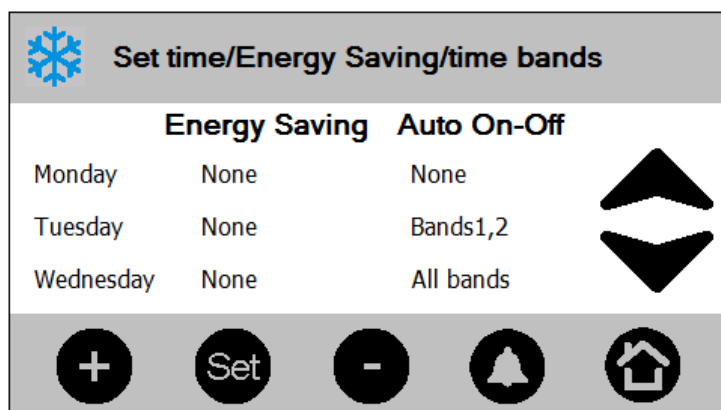 Set time/Energy Saving/time bands
Energy Saving Auto On-Off
Monday None None
Tuesday None Bands1,2
Wednesday None All bands
+ Set -